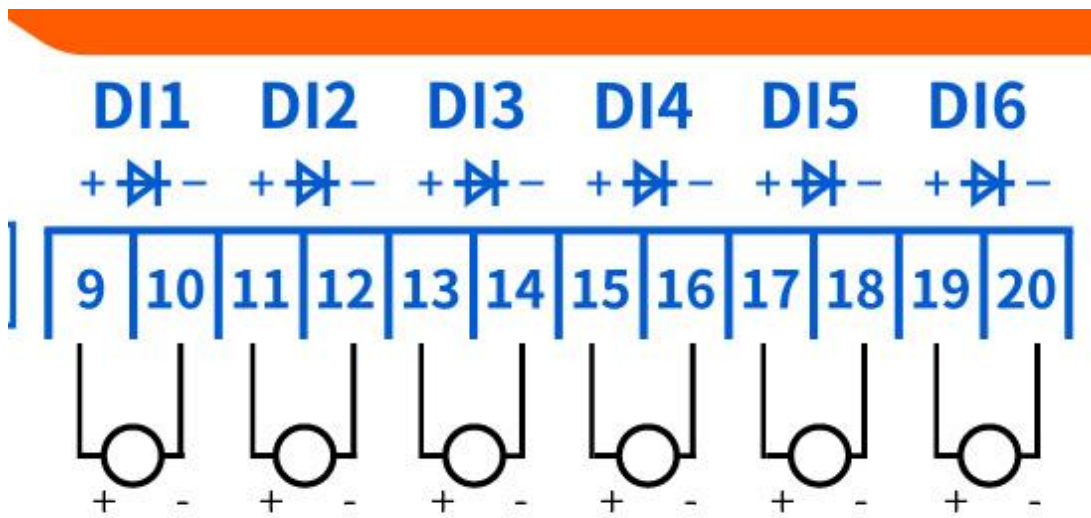 DI1 DI2 DI3 DI4 DI5 DI6
+ - + - + - + - + - + -
9 10 11 12 13 14 15 16 17 18 19 20
+ - + - + - + - + - + -